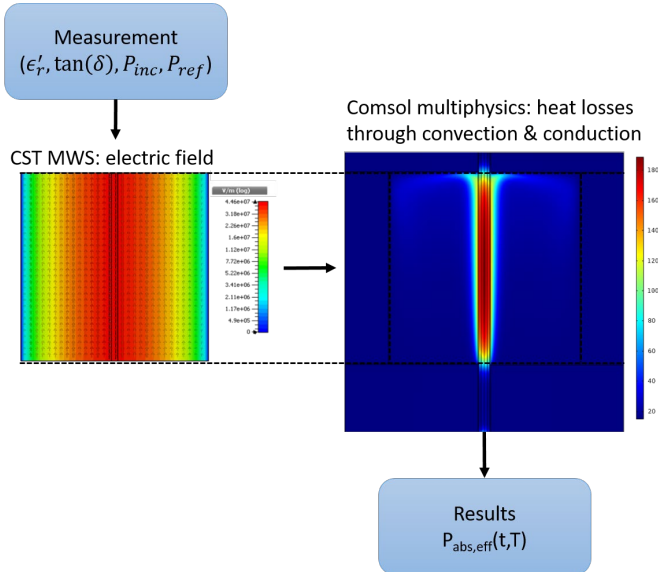 Measurement
(ϵ′r, tan(δ), Pinc, Pref)
Comsol multiphysics: heat losses
through convection & conduction
CST MWS: electric field
V/m (log)
4.46e+07
3.18e+07
2.26e+07
1.6e+07
1.12e+07
7.72e+06
5.22e+06
3.41e+06
2.11e+06
1.17e+06
4.9e+05
0
180
160
140
120
100
80
60
40
20
Results
Pabs,eff(t,T)